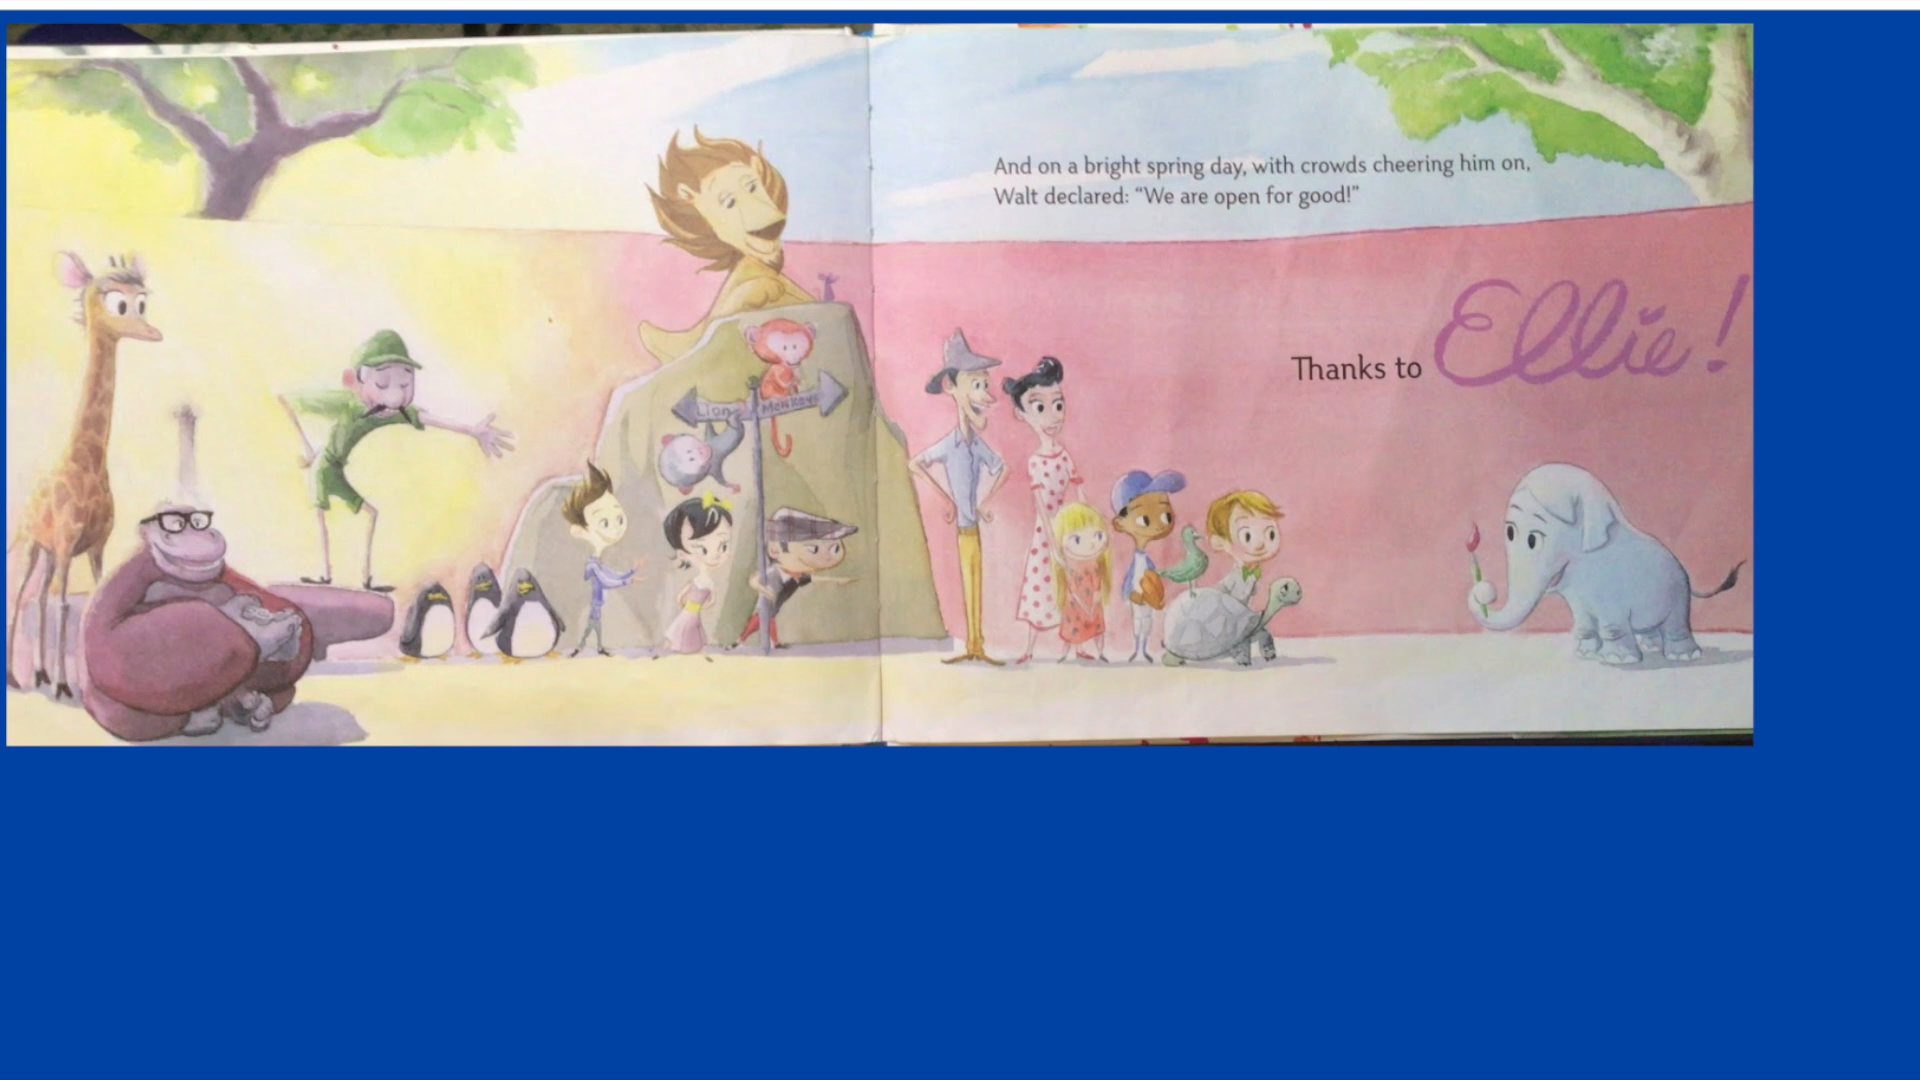 And on a bright spring day, with crowds cheering him on,
Walt declared: “We are open for good!”
Thanks to Ellie!
Lion
Monkeys